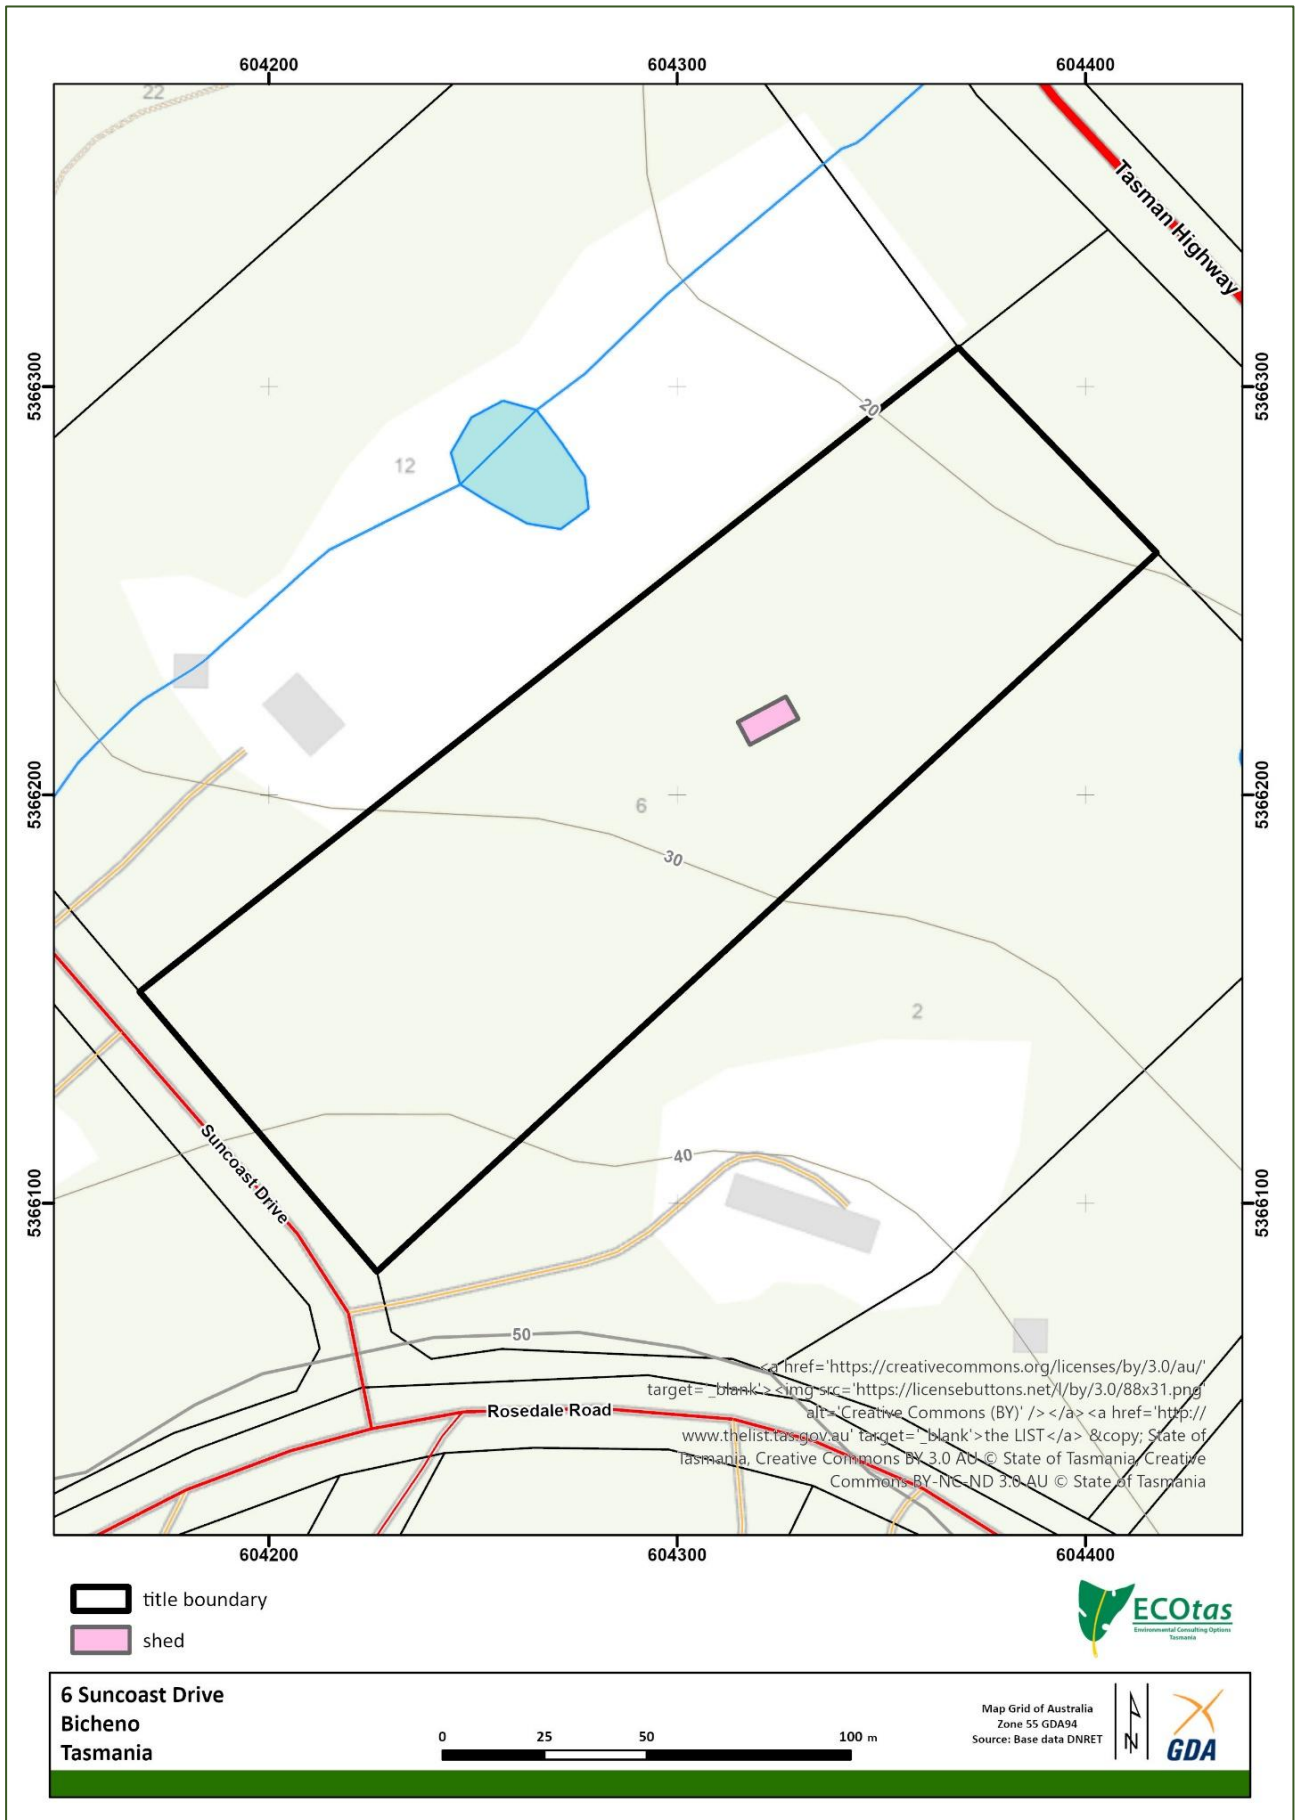 604200
604300
604400
22
Tasman Highway
5366300
5366300
20
12
5366200
5366200
6
30
2
Suncoast Drive
40
5366100
5366100
50
<a href='https://creativecommons.org/licenses/by/3.0/au/'
target='_blank'><img src='https://licensebuttons.net/l/by/3.0/88x31.png'
alt='Creative Commons (BY)' /></a><a href='http://
www.thelist.tas.gov.au' target='_blank'>the LIST</a> &copy; State of
Tasmania, Creative Commons BY 3.0 AU © State of Tasmania, Creative
Commons BY-NC-ND 3.0 AU © State of Tasmania
Rosedale Road
604200
604300
604400
title boundary
shed
ECOtas
Environmental Consulting Options
Tasmania
6 Suncoast Drive
Bicheno
Tasmania
0 25 50 100 m
Map Grid of Australia
Zone 55 GDA94
Source: Base data DNRET
N
GDA